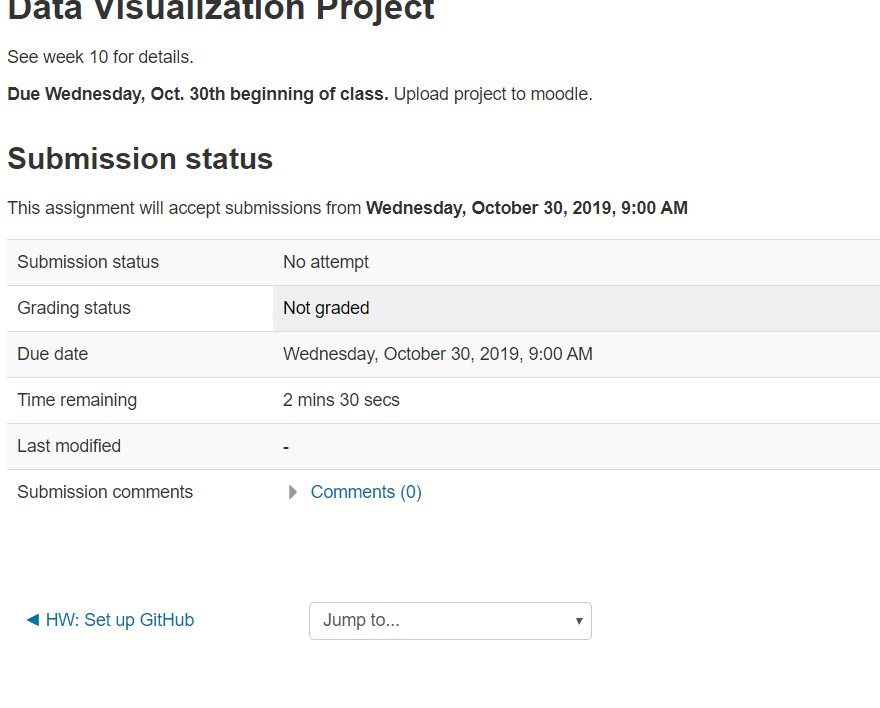 Data Visualization Project
See week 10 for details.
Due Wednesday, Oct. 30th beginning of class. Upload project to moodle.
Submission status
This assignment will accept submissions from Wednesday, October 30, 2019, 9:00 AM
Submission status No attempt
Grading status Not graded
Due date Wednesday, October 30, 2019, 9:00 AM
Time remaining 2 mins 30 secs
Last modified -
Submission comments Comments (0)
◀ HW: Set up GitHub Jump to...